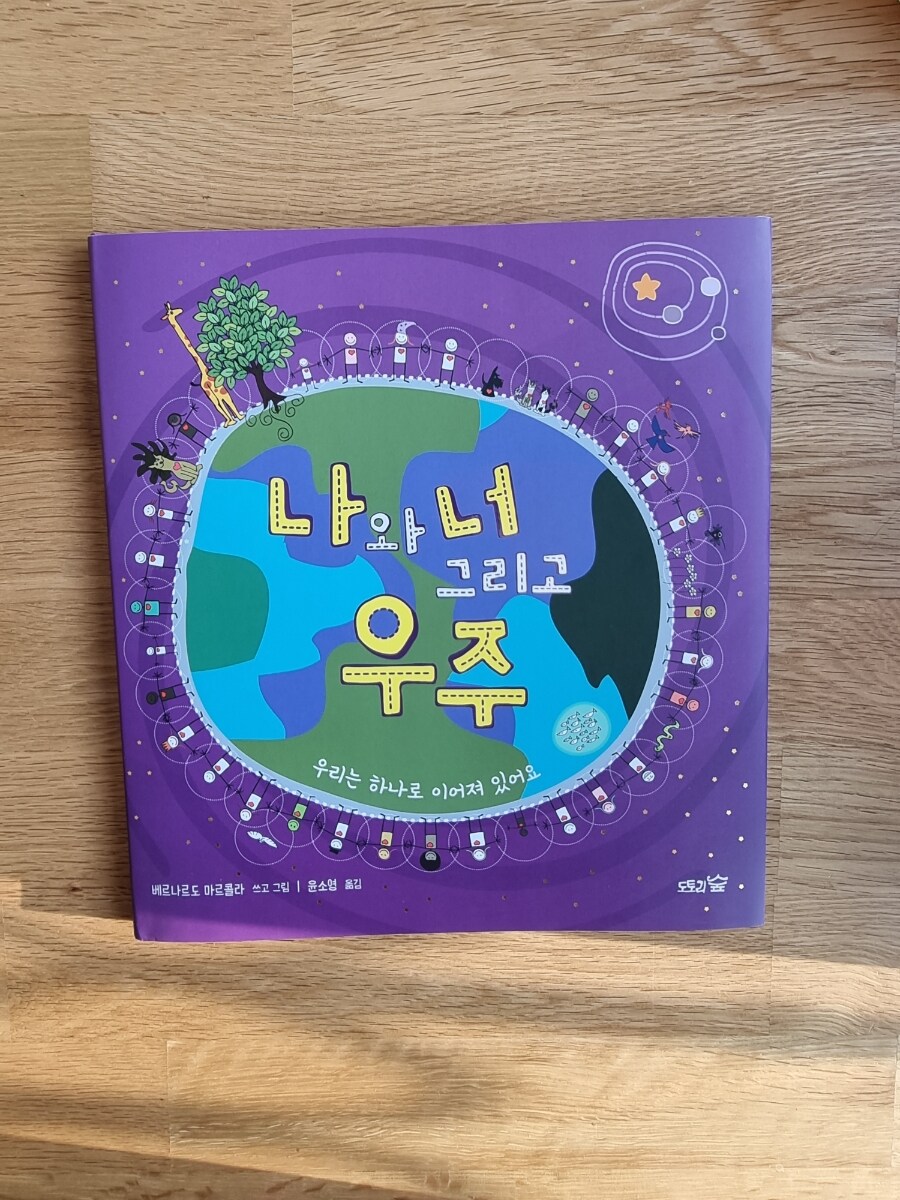 나와 너
그리고
우주
우리는 하나로 이어져 있어요
베르나르도 마르콜라 쓰고 그림 | 윤소영 옮김
도토리숲